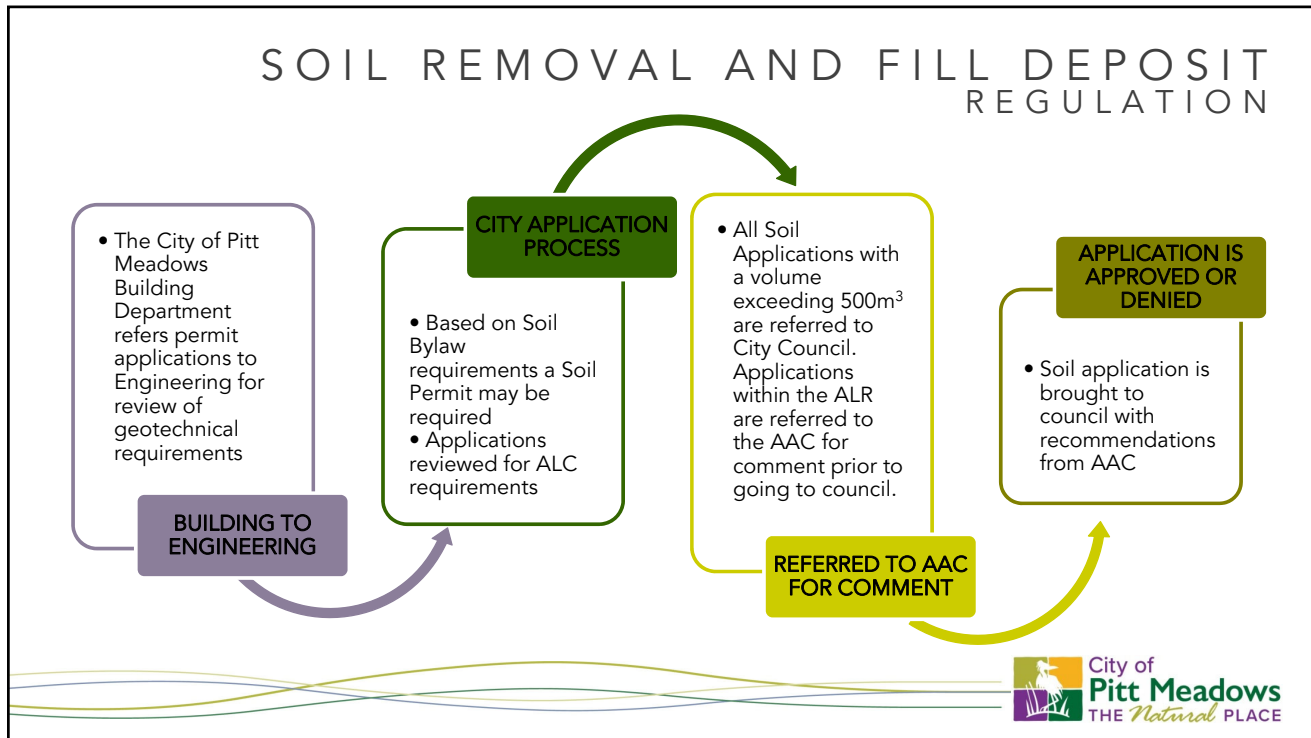 SOIL REMOVAL AND FILL DEPOSIT
REGULATION
• The City of Pitt
Meadows
Building
Department
refers permit
applications to
Engineering for
review of
geotechnical
requirements
BUILDING TO
ENGINEERING
CITY APPLICATION
PROCESS
• Based on Soil
Bylaw
requirements a Soil
Permit may be
required
• Applications
reviewed for ALC
requirements
• All Soil
Applications with
a volume
exceeding 500m³
are referred to
City Council.
Applications
within the ALR
are referred to
the AAC for
comment prior to
going to council.
REFERRED TO AAC
FOR COMMENT
APPLICATION IS
APPROVED OR
DENIED
• Soil application is
brought to
council with
recommendations
from AAC
City of
Pitt Meadows
THE Natural PLACE